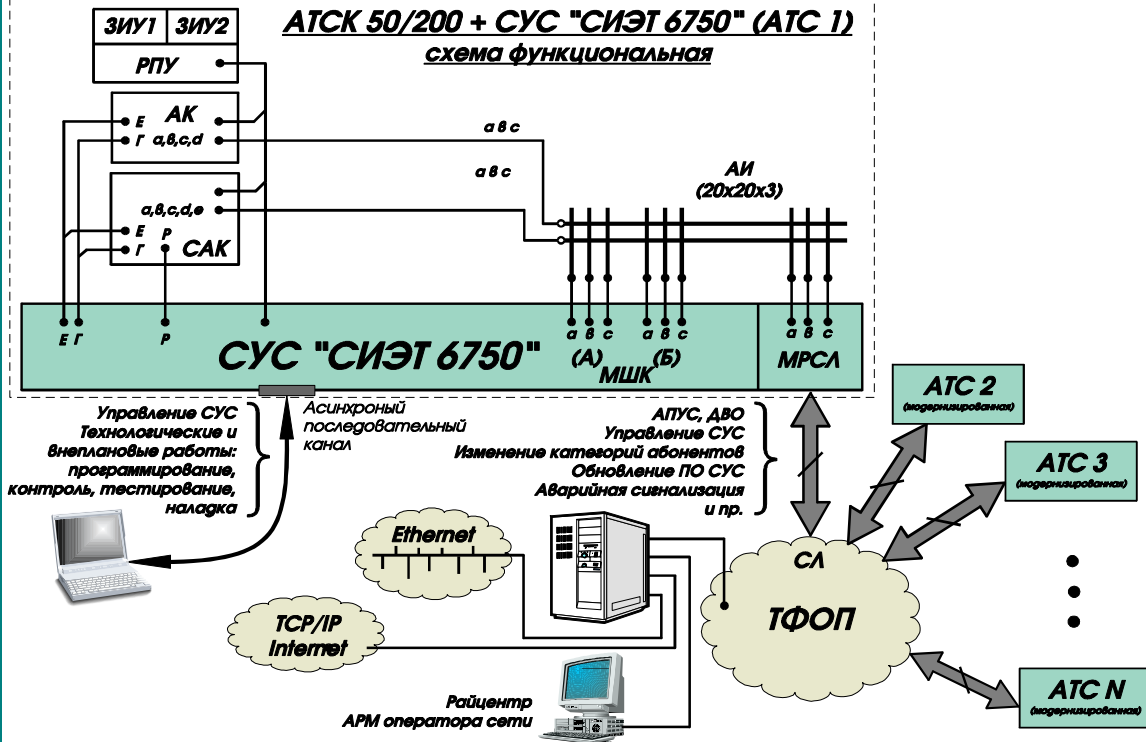 АТСК 50/200 + СУС "СИЭТ 6750" (АТС 1)
схема функциональная
ЗИУ1 ЗИУ2
РПУ
АК
Е
Г а,в,с,d
а в с
а в с
АИ
(20х20х3)
а,в,с,d,е
Е Р
Г САК
Е Г Р
а в с а в с а в с
СУС "СИЭТ 6750"
(А) (Б)
МШК
МРСЛ
Управление СУС
Технологические и
внеплановые работы:
программирование,
контроль, тестирование,
наладка
Асинхроный
последовательный
канал
АПУС, ДВО
Управление СУС
Изменение категорий абонентов
Обновление ПО СУС
Аварийная сигнализация
и пр.
АТС 2
(модернизированная)
АТС 3
(модернизированная)
Ethernet
СЛ
ТФОП
TCP/IP
Internet
Райцентр
АРМ оператора сети
АТС N
(модернизированная)